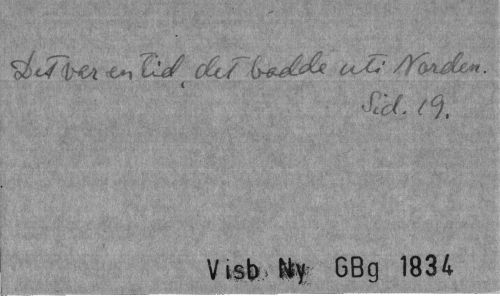 Det var en tid, det bodde uti Norden.
Sid. 19.
Visb Ny GBg 1834